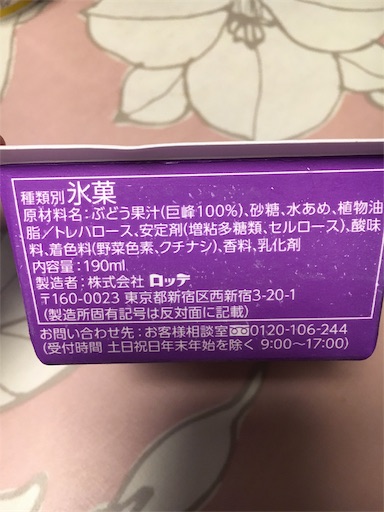 種類別 氷菓
原材料名：ぶどう果汁(巨峰100%)、砂糖、水あめ、植物油
脂／トレハロース、安定剤(増粘多糖類、セルロース)、酸味
料、着色料(野菜色素、クチナシ)、香料、乳化剤
内容量：190ml
製造者：株式会社 ロッテ
〒160-0023 東京都新宿区西新宿3-20-1
(製造所固有記号は反対面に記載)
お問い合わせ先：お客様相談室 0120-106-244
(受付時間 土日祝日年末年始を除く 9:00〜17:00)